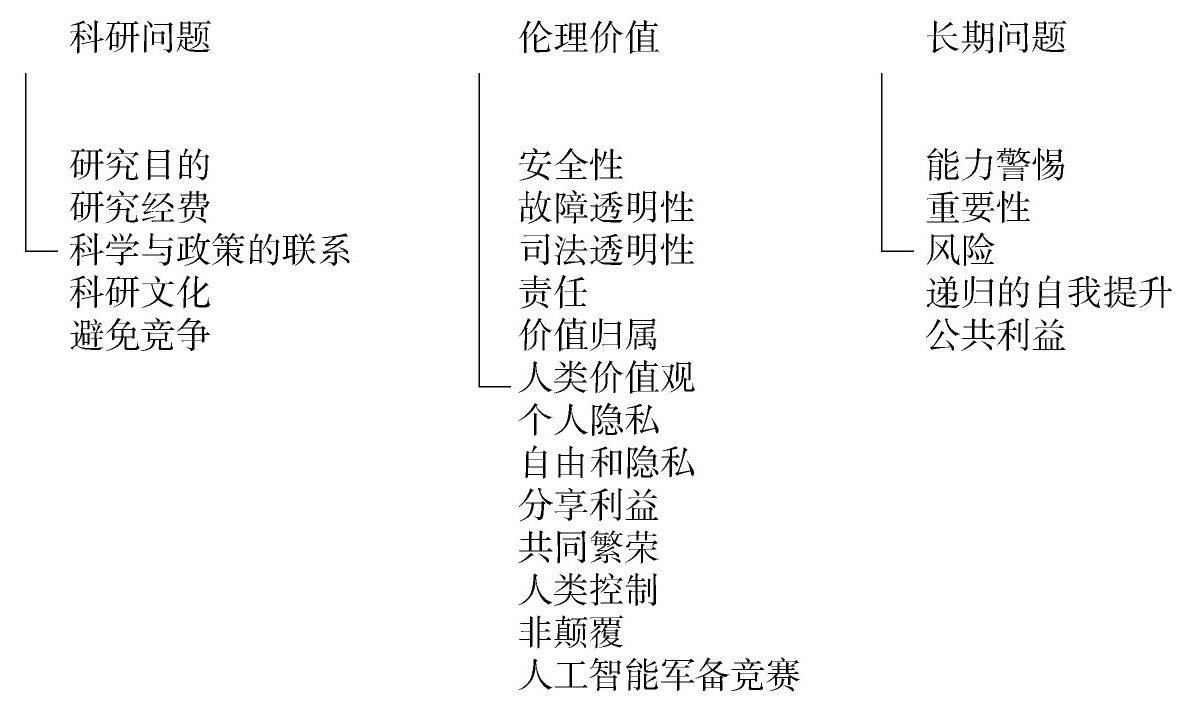 科研问题
研究目的
研究经费
科学与政策的联系
科研文化
避免竞争
伦理价值
安全性
故障透明性
司法透明性
责任
价值归属
人类价值观
个人隐私
自由和隐私
分享利益
共同繁荣
人类控制
非颠覆
人工智能军备竞赛
长期问题
能力警惕
重要性
风险
递归的自我提升
公共利益